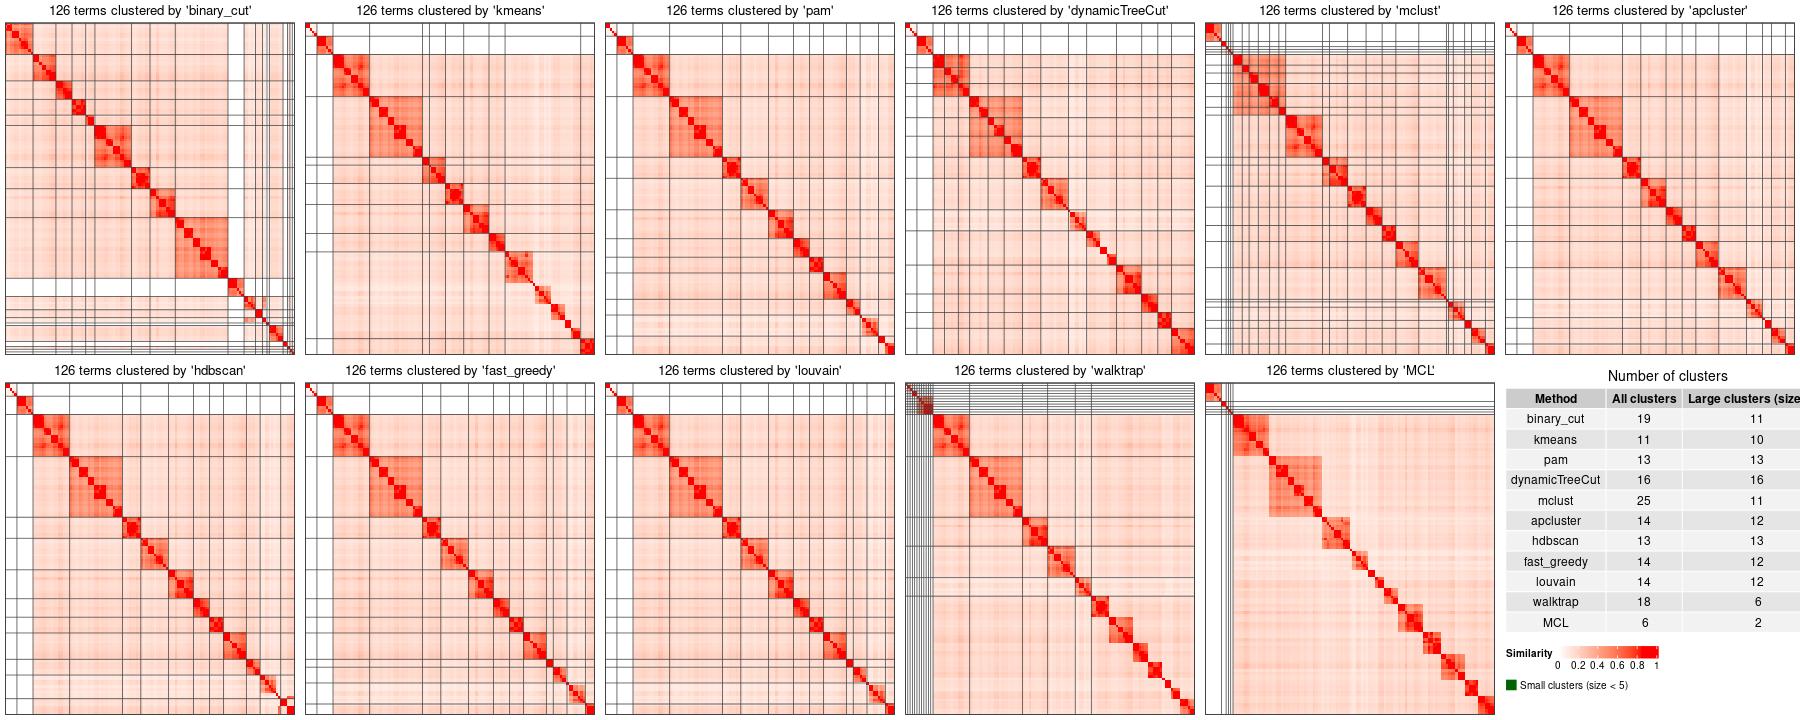 126 terms clustered by 'binary_cut'
126 terms clustered by 'kmeans'
126 terms clustered by 'pam'
126 terms clustered by 'dynamicTreeCut'
126 terms clustered by 'mclust'
126 terms clustered by 'apcluster'
126 terms clustered by 'hdbscan'
126 terms clustered by 'fast_greedy'
126 terms clustered by 'louvain'
126 terms clustered by 'walktrap'
126 terms clustered by 'MCL'
Number of clusters
Method All clusters Large clusters (size
binary_cut 19 11
kmeans 11 10
pam 13 13
dynamicTreeCut 16 16
mclust 25 11
apcluster 14 12
hdbscan 13 13
fast_greedy 14 12
louvain 14 12
walktrap 18 6
MCL 6 2
Similarity
0 0.2 0.4 0.6 0.8 1
Small clusters (size < 5)